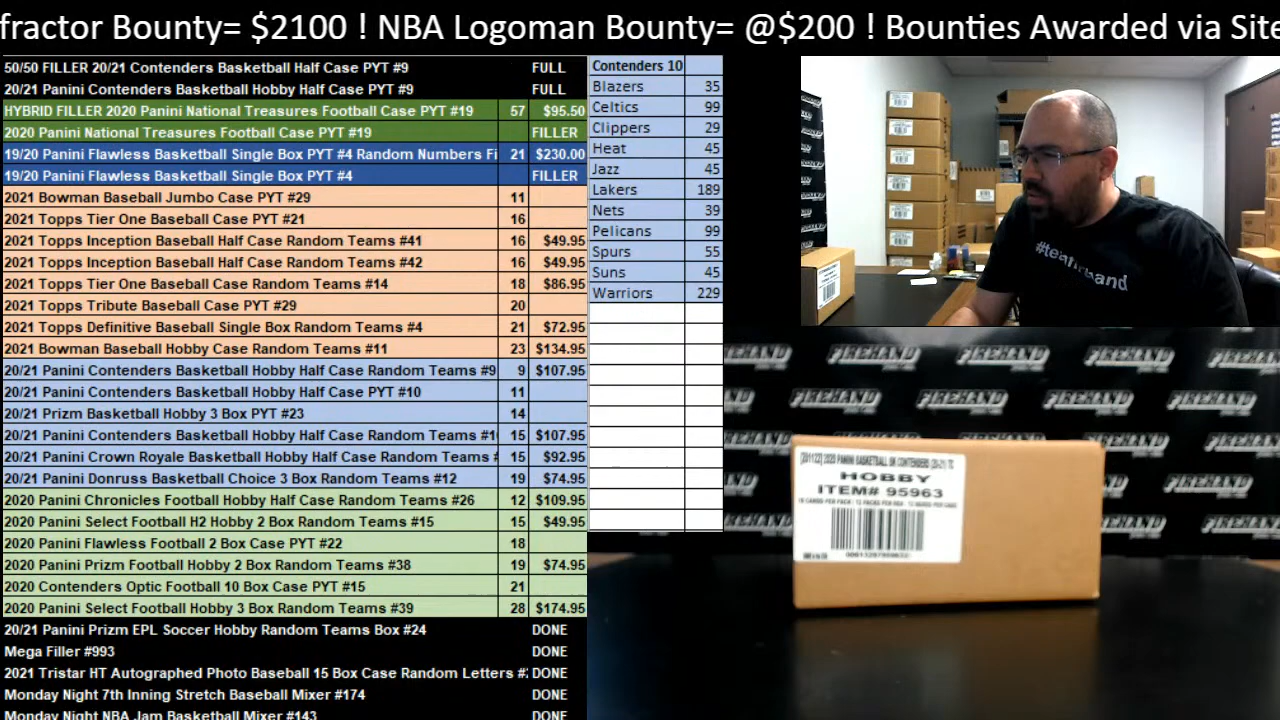 fractor Bounty= $2100 ! NBA Logoman Bounty= @$200 ! Bounties Awarded via Site
50/50 FILLER 20/21 Contenders Basketball Half Case PYT #9 FULL
20/21 Panini Contenders Basketball Hobby Half Case PYT #9 FULL
HYBRID FILLER 2020 Panini National Treasures Football Case PYT #19 57 $95.50
2020 Panini National Treasures Football Case PYT #19 FILLER
19/20 Panini Flawless Basketball Single Box PYT #4 Random Numbers Fi 21 $230.00
19/20 Panini Flawless Basketball Single Box PYT #4 FILLER
2021 Bowman Baseball Jumbo Case PYT #29 11
2021 Topps Tier One Baseball Case PYT #21 16
2021 Topps Inception Baseball Half Case Random Teams #41 16 $49.95
2021 Topps Inception Baseball Half Case Random Teams #42 16 $49.95
2021 Topps Tier One Baseball Case Random Teams #14 18 $86.95
2021 Topps Tribute Baseball Case PYT #29 20
2021 Topps Definitive Baseball Single Box Random Teams #4 21 $72.95
2021 Bowman Baseball Hobby Case Random Teams #11 23 $134.95
20/21 Panini Contenders Basketball Hobby Half Case Random Teams #9 9 $107.95
20/21 Panini Contenders Basketball Hobby Half Case PYT #10 11
20/21 Prizm Basketball Hobby 3 Box PYT #23 14
20/21 Panini Contenders Basketball Hobby Half Case Random Teams #1 15 $107.95
20/21 Panini Crown Royale Basketball Hobby Half Case Random Teams # 15 $92.95
20/21 Panini Donruss Basketball Choice 3 Box Random Teams #12 19 $74.95
2020 Panini Chronicles Football Hobby Half Case Random Teams #26 12 $109.95
2020 Panini Select Football H2 Hobby 2 Box Random Teams #15 15 $49.95
2020 Panini Flawless Football 2 Box Case PYT #22 18
2020 Panini Prizm Football Hobby 2 Box Random Teams #38 19 $74.95
2020 Contenders Optic Football 10 Box Case PYT #15 21
2020 Panini Select Football Hobby 3 Box Random Teams #39 28 $174.95
20/21 Panini Prizm EPL Soccer Hobby Random Teams Box #24 DONE
Mega Filler #993 DONE
2021 Tristar HT Autographed Photo Baseball 15 Box Case Random Letters #: DONE
Monday Night 7th Inning Stretch Baseball Mixer #174 DONE
Monday Night NBA Jam Basketball Mixer #143 DONE
Contenders 10
Blazers 35
Celtics 99
Clippers 29
Heat 45
Jazz 45
Lakers 189
Nets 39
Pelicans 99
Spurs 55
Suns 45
Warriors 229
FIREHAND
FIREHAND
FIREHAND
FIREHAND
FIREHAND
FIREHAND
HOBBY
ITEM# 95963